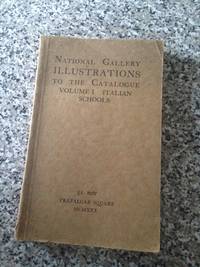 National Gallery
ILLUSTRATIONS
to the Catalogue
Volume I Italian
Schools
Trafalgar Square